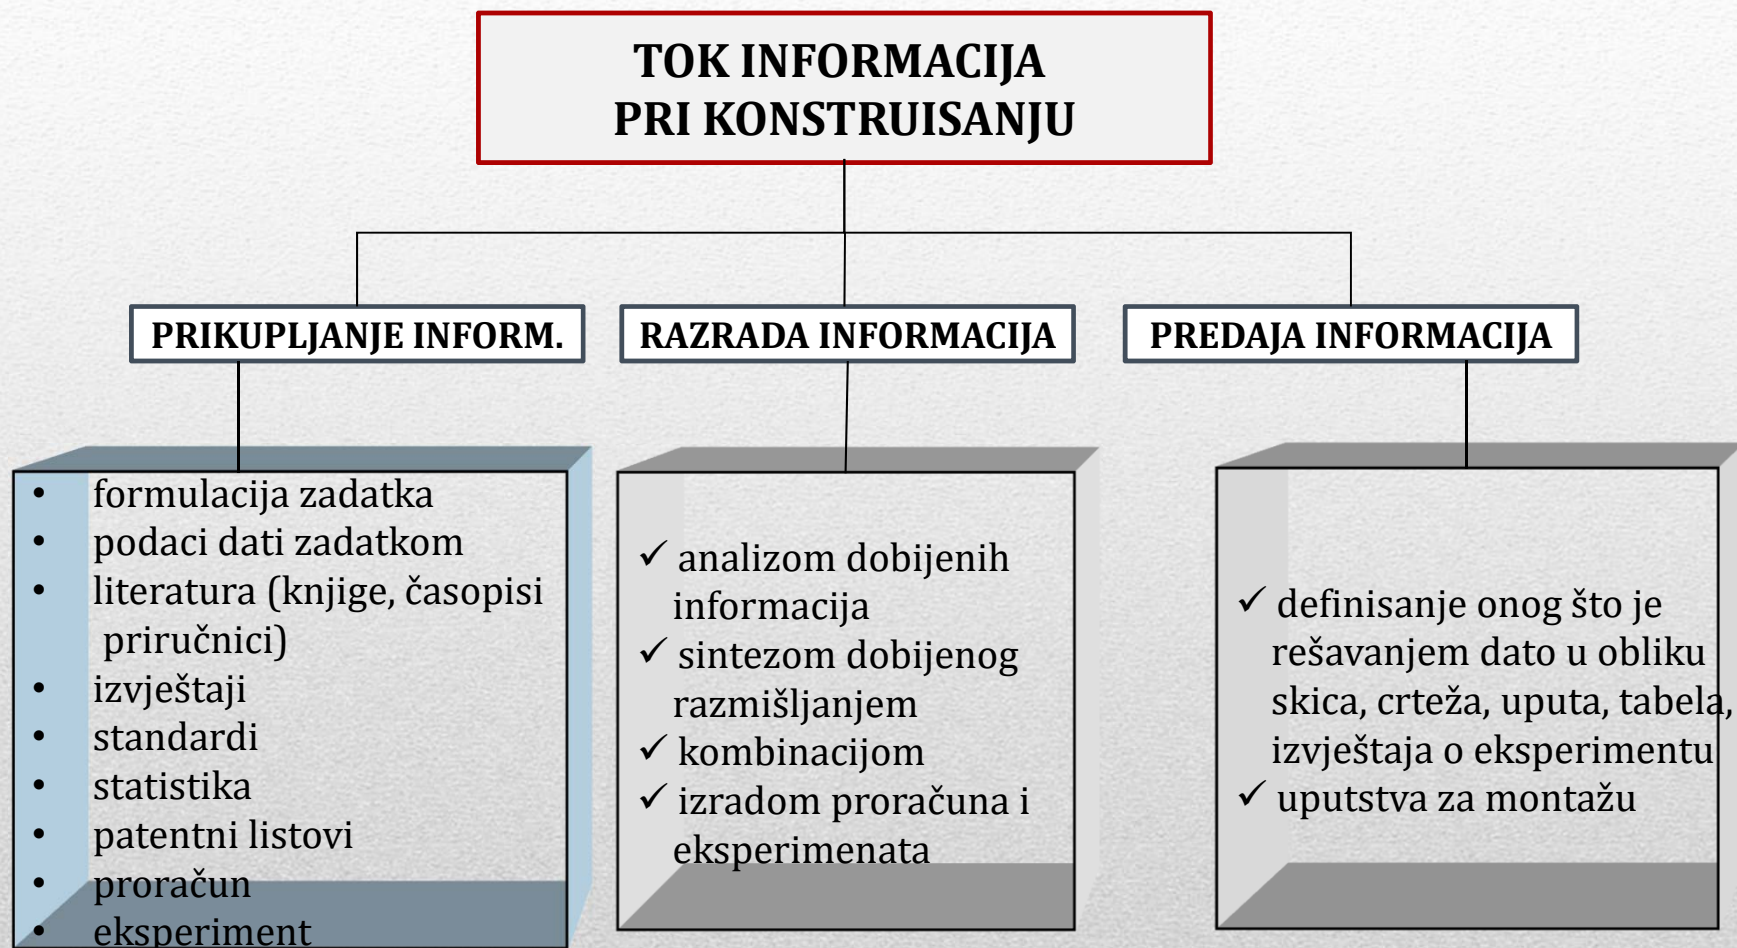 TOK INFORMACIJA
PRI KONSTRUISANJU
PRIKUPLJANJE INFORM.
• formulacija zadatka
• podaci dati zadatkom
• literatura (knjige, časopisi
priručnici)
• izvještaji
• standardi
• statistika
• patentni listovi
• proračun
• eksperiment
RAZRADA INFORMACIJA
✓ analizom dobijenih
informacija
✓ sintezom dobijenog
razmišljanjem
✓ kombinacijom
✓ izradom proračuna i
eksperimenata
PREDAJA INFORMACIJA
✓ definisanje onog što je
rešavanjem dato u obliku
skica, crteža, uputa, tabela,
izvještaja o eksperimentu
✓ uputstva za montažu